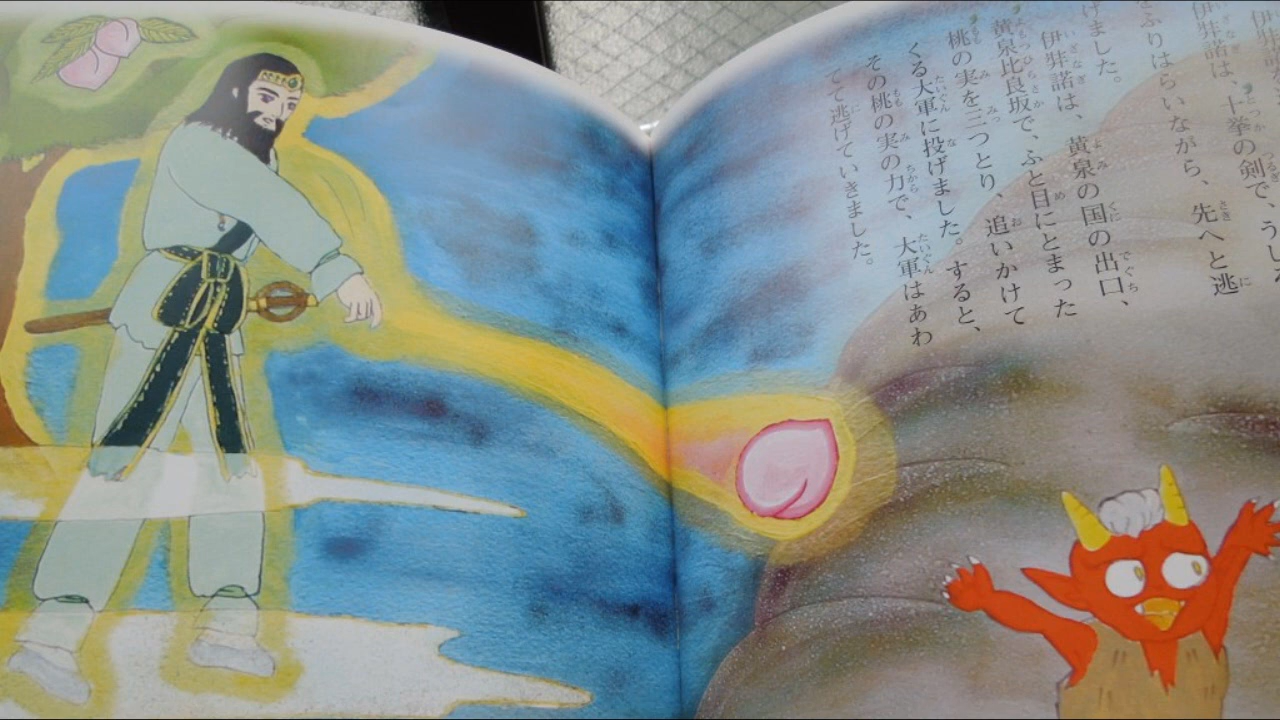 伊弉
伊弉諾は、十拳の剣で、うし
をふりはらいながら、先へと逃
げました。
伊弉諾は、黄泉の国の出口、
黄泉比良坂で、ふと目にとまった
桃の実を三つとり、追いかけて
くる大軍に投げました。すると、
その桃の実の力で、大軍はあわ
てて逃げていきました。